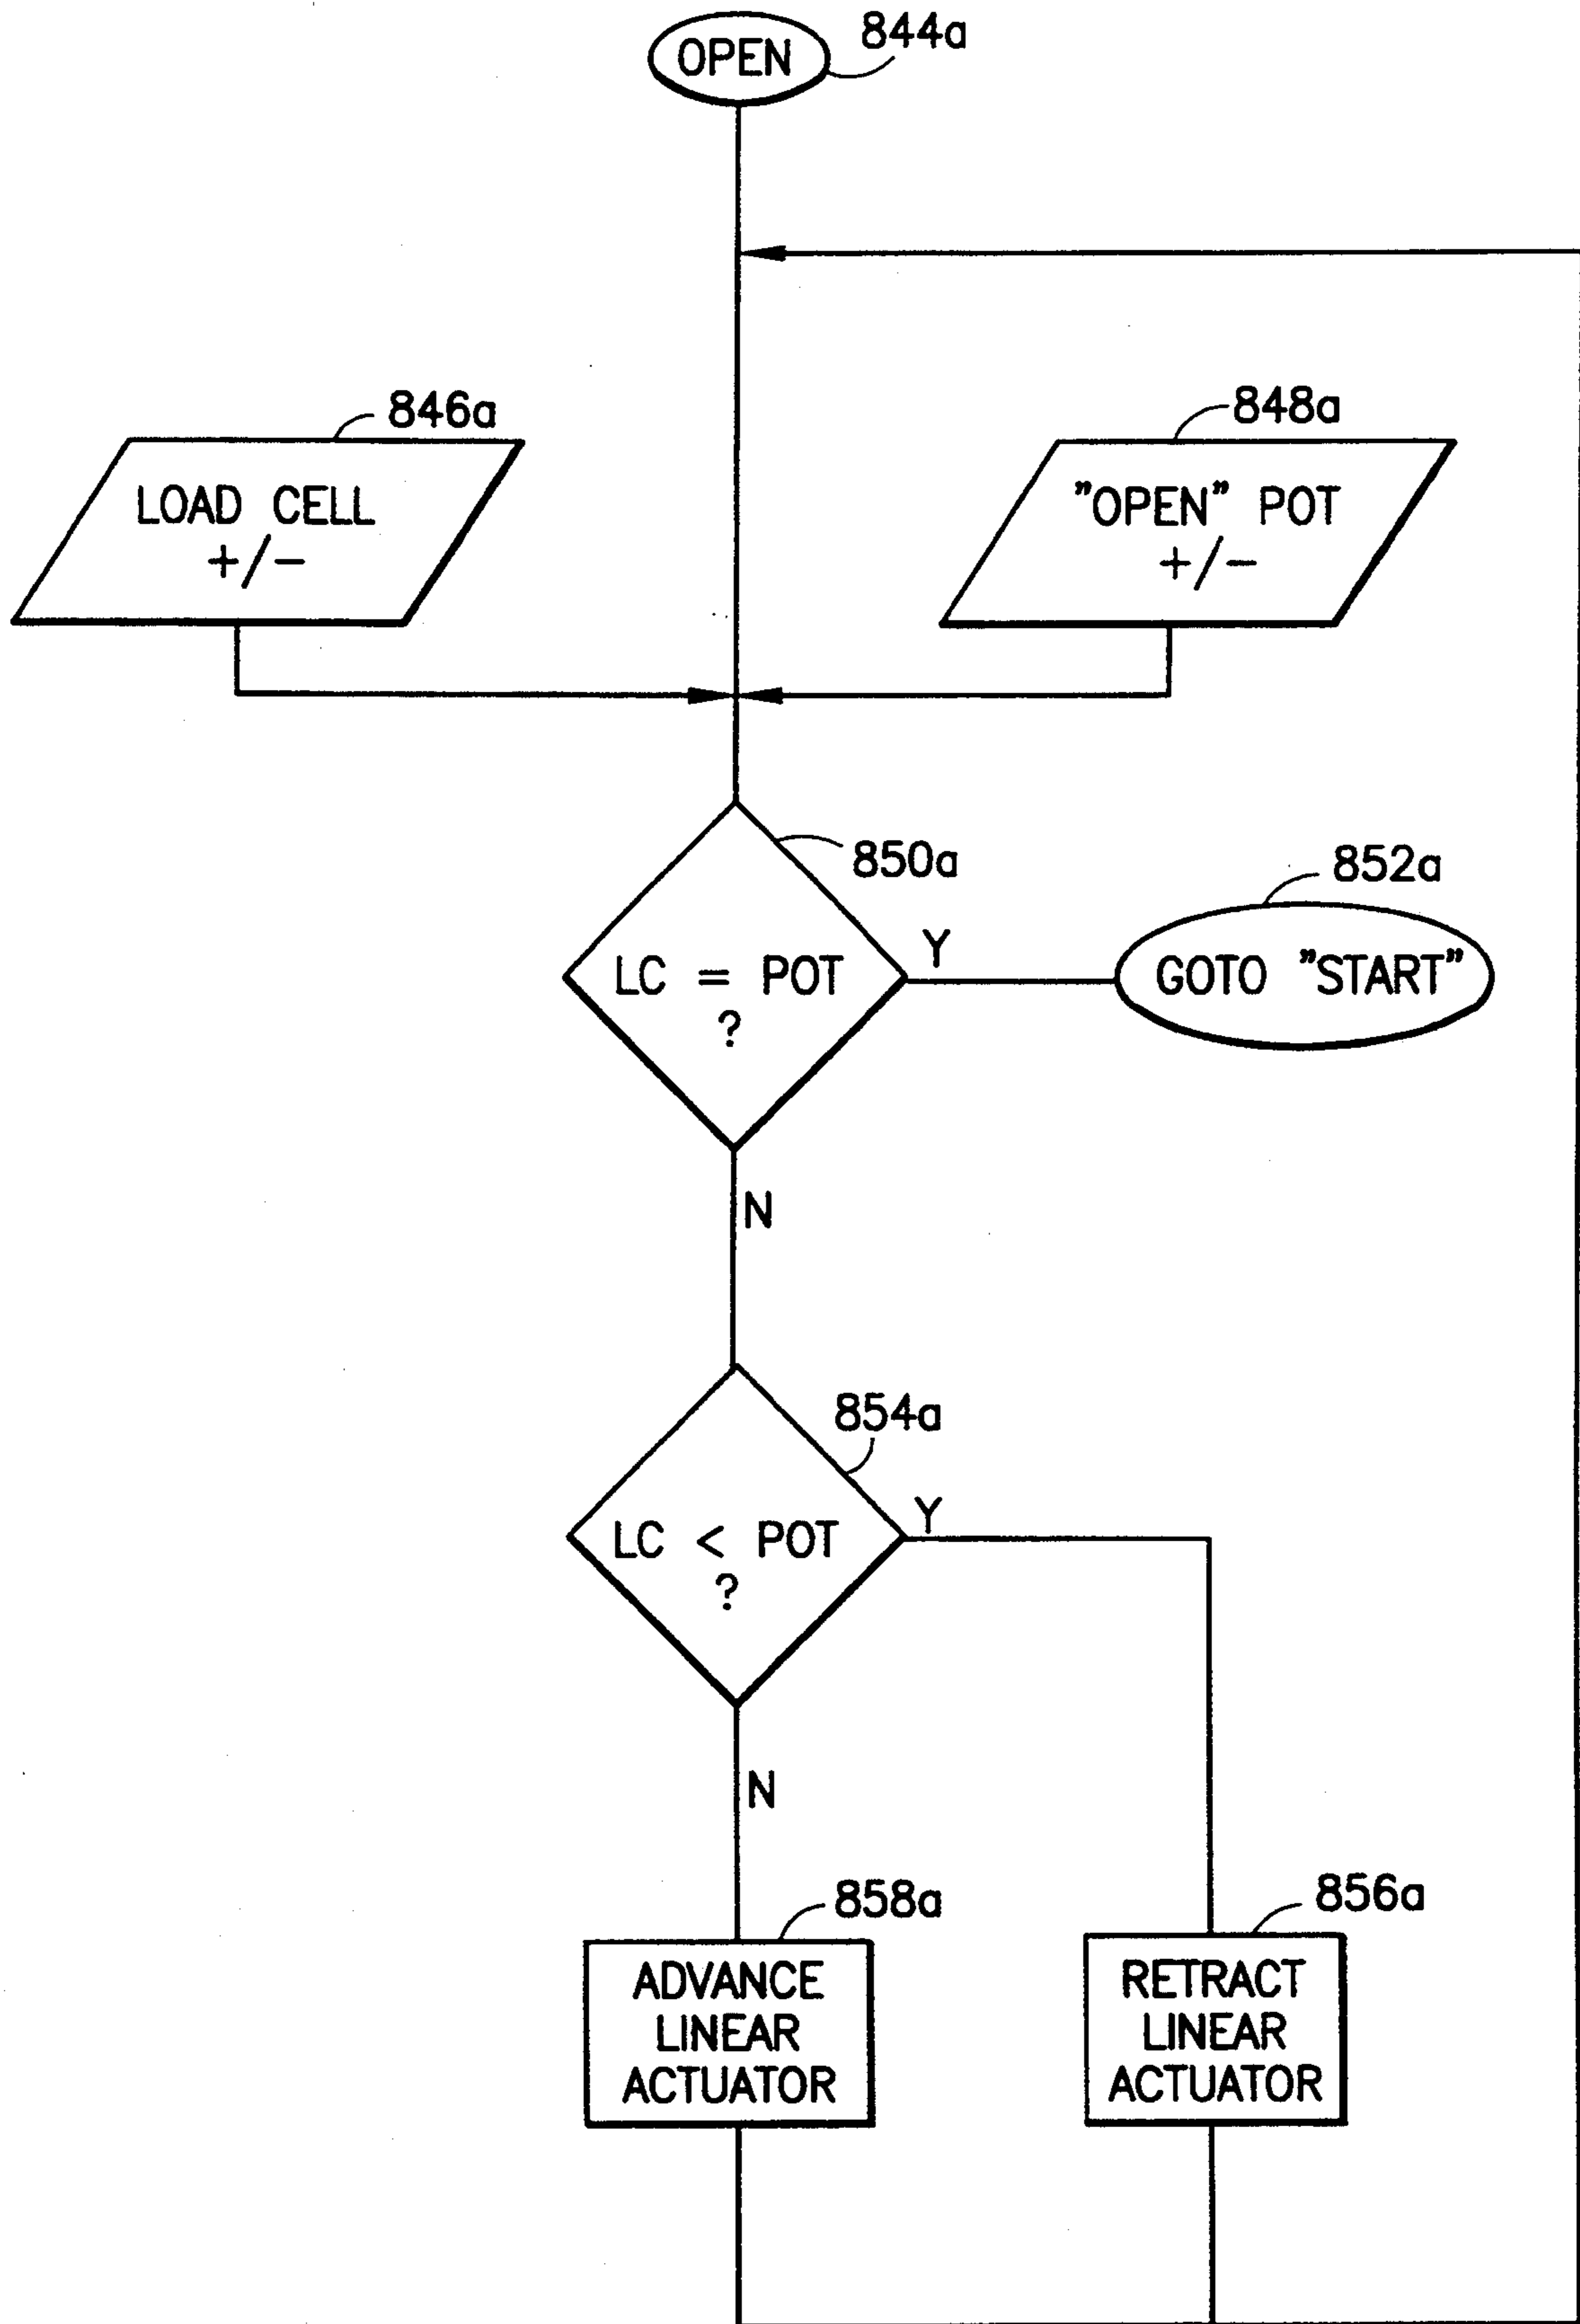 OPEN
844a
846a
LOAD CELL
+/-
848a
"OPEN" POT
+/-
850a
LC = POT
?
Y
852a
GOTO "START"
N
854a
LC < POT
?
Y
N
858a
ADVANCE
LINEAR
ACTUATOR
856a
RETRACT
LINEAR
ACTUATOR